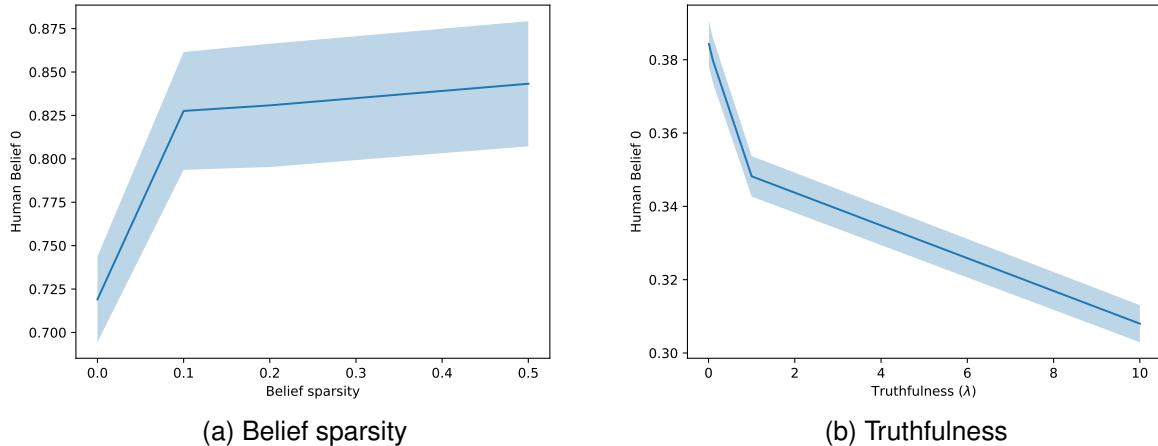 0.875
0.850
0.825
0.800
0.775
0.750
0.725
0.700
Human Belief 0
0.0 0.1 0.2 0.3 0.4 0.5
Belief sparsity
(a) Belief sparsity
0.38
0.36
0.34
0.32
0.30
Human Belief 0
0 2 4 6 8 10
Truthfulness (λ)
(b) Truthfulness